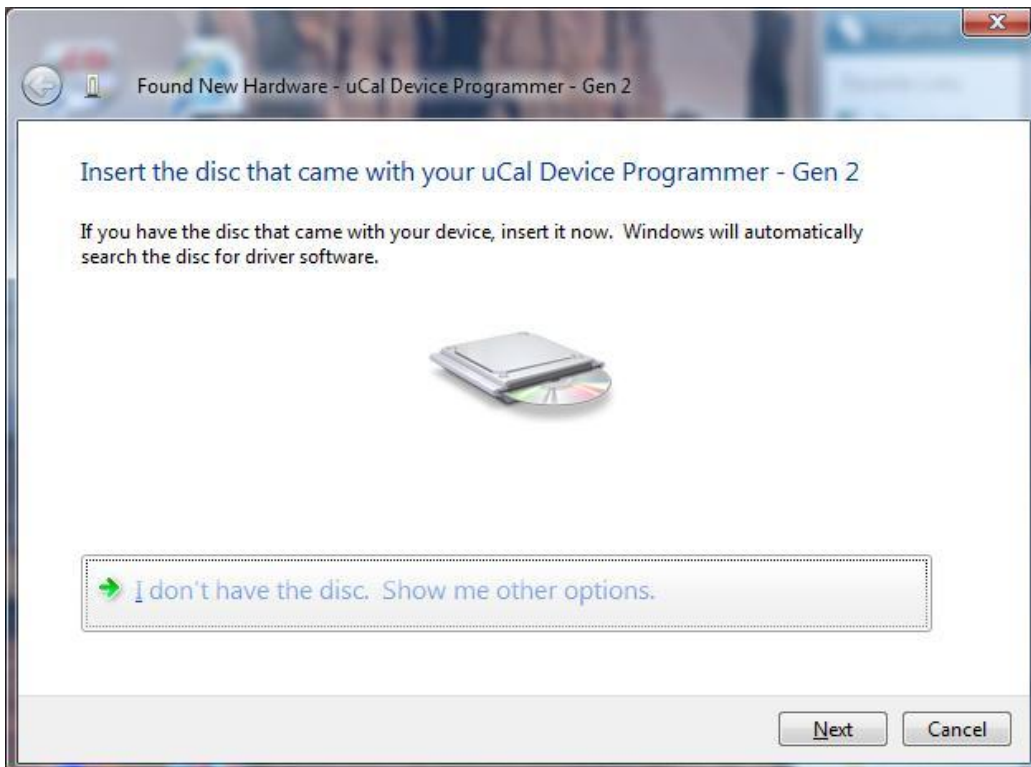 Found New Hardware - uCal Device Programmer - Gen 2
Insert the disc that came with your uCal Device Programmer - Gen 2
If you have the disc that came with your device, insert it now.  Windows will automatically
search the disc for driver software.
I don't have the disc.  Show me other options.
Next
Cancel